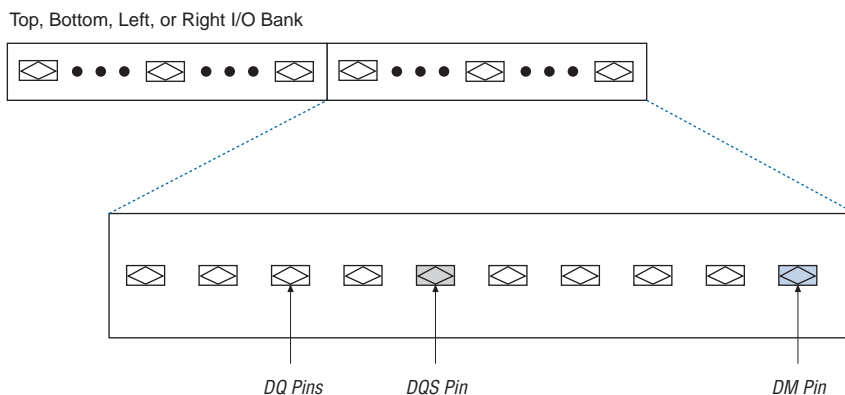 Top, Bottom, Left, or Right I/O Bank
DQ Pins
DQS Pin
DM Pin